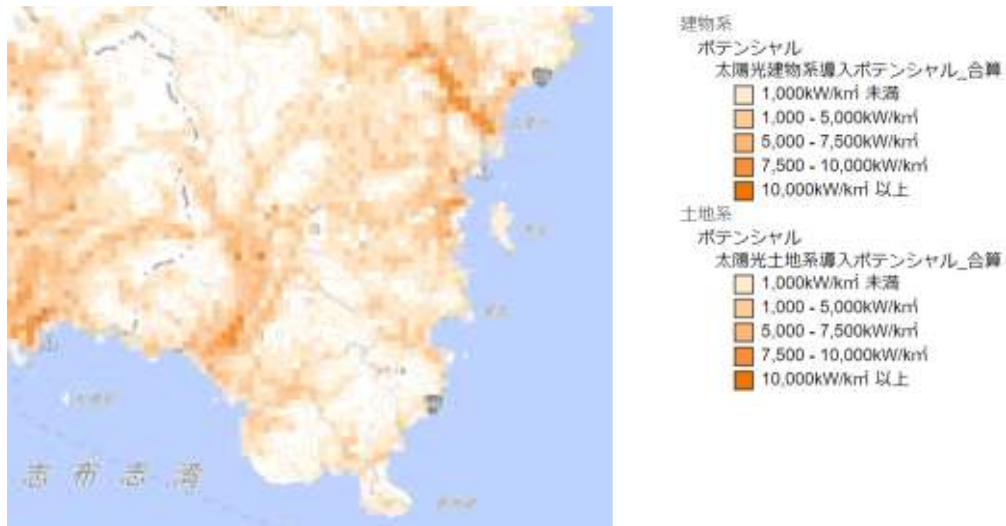 志布志湾
建物系
ポテンシャル
太陽光建物系導入ポテンシャル_合算
1,000kW/k㎡ 未満
1,000 - 5,000kW/k㎡
5,000 - 7,500kW/k㎡
7,500 - 10,000kW/k㎡
10,000kW/k㎡ 以上
土地系
ポテンシャル
太陽光土地系導入ポテンシャル_合算
1,000kW/k㎡ 未満
1,000 - 5,000kW/k㎡
5,000 - 7,500kW/k㎡
7,500 - 10,000kW/k㎡
10,000kW/k㎡ 以上